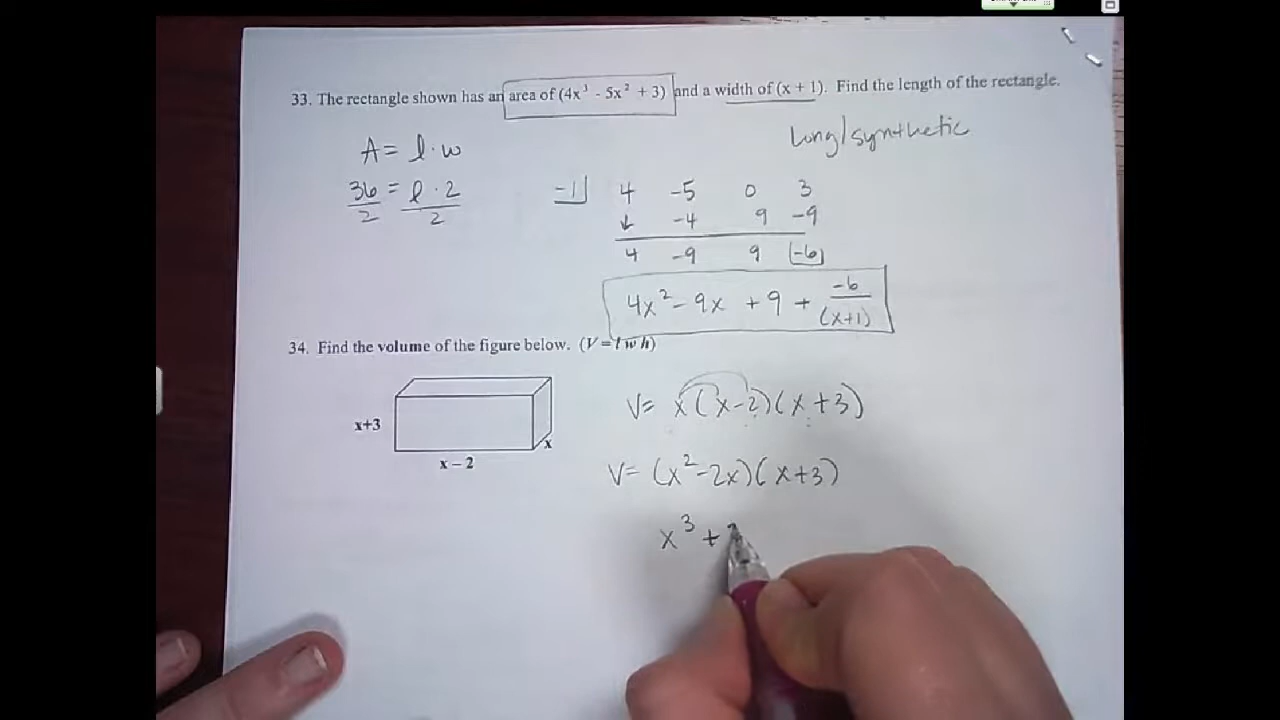 33. The rectangle shown has an area of (4x³ - 5x² + 3) and a width of (x + 1). Find the length of the rectangle.
Long/synthetic
A = l · w
36 = l · 2
2 2
-1 4 -5 0 3
↓ -4 9 -9
4 -9 9 -6
4x² - 9x + 9 + -6/(x+1)
34. Find the volume of the figure below. (V = l w h)
x+3
x – 2
x
V= x(x-2)(x+3)
V= (x²-2x)(x+3)
x³ +